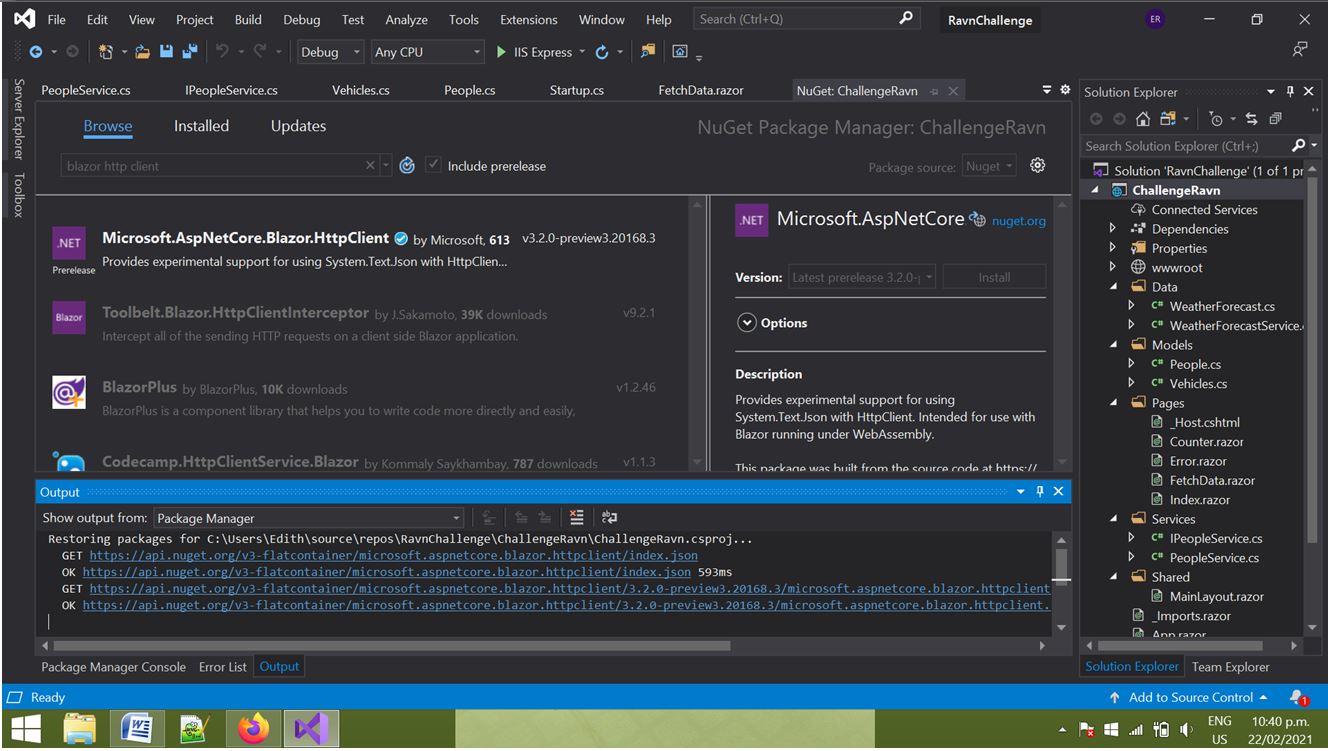 File Edit View Project Build Debug Test Analyze Tools Extensions Window Help Search (Ctrl+Q) RavnChallenge ER
Debug Any CPU IIS Express
Server Explorer
Toolbox
PeopleService.cs IPeopleService.cs Vehicles.cs People.cs Startup.cs FetchData.razor NuGet: ChallengeRavn
Browse Installed Updates NuGet Package Manager: ChallengeRavn
blazor http client Include prerelease Package source: Nuget
.NET
Prerelease
Microsoft.AspNetCore.Blazor.HttpClient by Microsoft, 613 v3.2.0-preview3.20168.3
Provides experimental support for using System.Text.Json with HttpClien...
Blazor
Toolbelt.Blazor.HttpClientInterceptor by J.Sakamoto, 39K downloads v9.2.1
Intercept all of the sending HTTP requests on a client side Blazor application.
BlazorPlus by BlazorPlus, 10K downloads v1.2.46
BlazorPlus is a component library that helps you to write code more directly and easily,
Codecamp.HttpClientService.Blazor by Kommaly Saykhambay, 787 downloads v1.1.3
.NET Microsoft.AspNetCore. nuget.org
Version: Latest prerelease 3.2.0-p Install
Options
Description
Provides experimental support for using
System.Text.Json with HttpClient. Intended for use with
Blazor running under WebAssembly.
This package was built from the source code at https://
Output
Show output from: Package Manager
Restoring packages for C:\Users\Edith\source\repos\RavnChallenge\ChallengeRavn\ChallengeRavn.csproj...
GET https://api.nuget.org/v3-flatcontainer/microsoft.aspnetcore.blazor.httpclient/index.json
OK https://api.nuget.org/v3-flatcontainer/microsoft.aspnetcore.blazor.httpclient/index.json 593ms
GET https://api.nuget.org/v3-flatcontainer/microsoft.aspnetcore.blazor.httpclient/3.2.0-preview3.20168.3/microsoft.aspnetcore.blazor.httpclient
OK https://api.nuget.org/v3-flatcontainer/microsoft.aspnetcore.blazor.httpclient/3.2.0-preview3.20168.3/microsoft.aspnetcore.blazor.httpclient.
Package Manager Console Error List Output
Solution Explorer
Search Solution Explorer (Ctrl+;)
Solution 'RavnChallenge' (1 of 1 pr
ChallengeRavn
Connected Services
Dependencies
Properties
wwwroot
Data
C# WeatherForecast.cs
C# WeatherForecastService.c
Models
C# People.cs
C# Vehicles.cs
Pages
_Host.cshtml
Counter.razor
Error.razor
FetchData.razor
Index.razor
Services
C# IPeopleService.cs
C# PeopleService.cs
Shared
MainLayout.razor
_Imports.razor
App.razor
Solution Explorer Team Explorer
Ready Add to Source Control 1
ENG 10:40 p.m.
US 22/02/2021